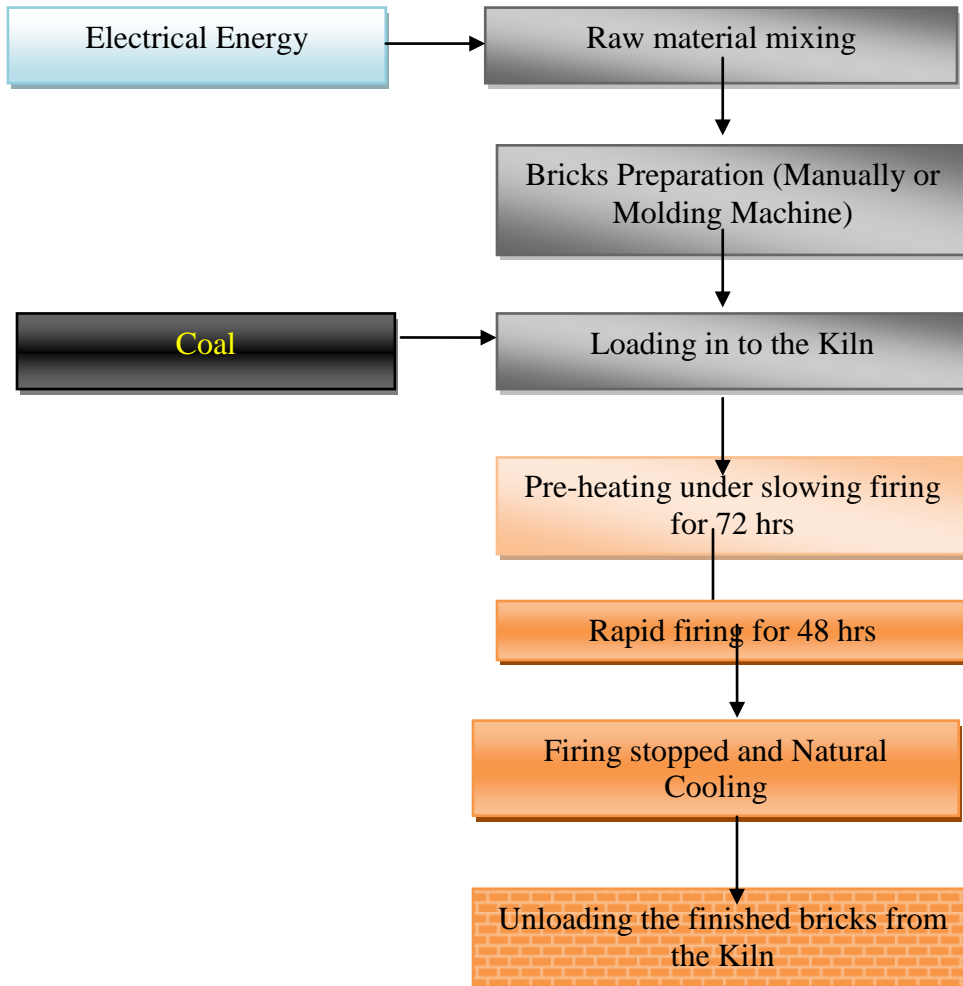 Electrical Energy
Raw material mixing
Bricks Preparation (Manually or
Molding Machine)
Coal
Loading in to the Kiln
Pre-heating under slowing firing
for 72 hrs
Rapid firing for 48 hrs
Firing stopped and Natural
Cooling
Unloading the finished bricks from
the Kiln